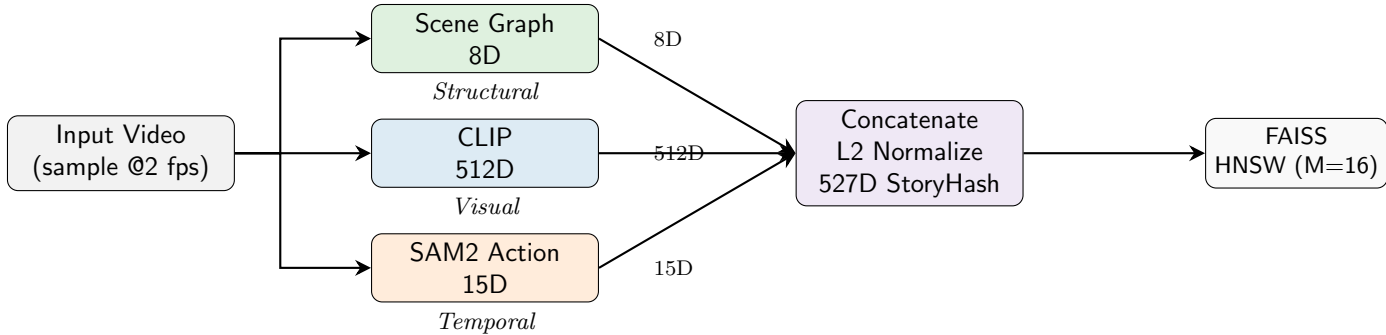 Input Video
(sample @2 fps)
Scene Graph
8D
Structural
CLIP
512D
Visual
SAM2 Action
15D
Temporal
8D
512D
15D
Concatenate
L2 Normalize
527D StoryHash
FAISS
HNSW (M=16)